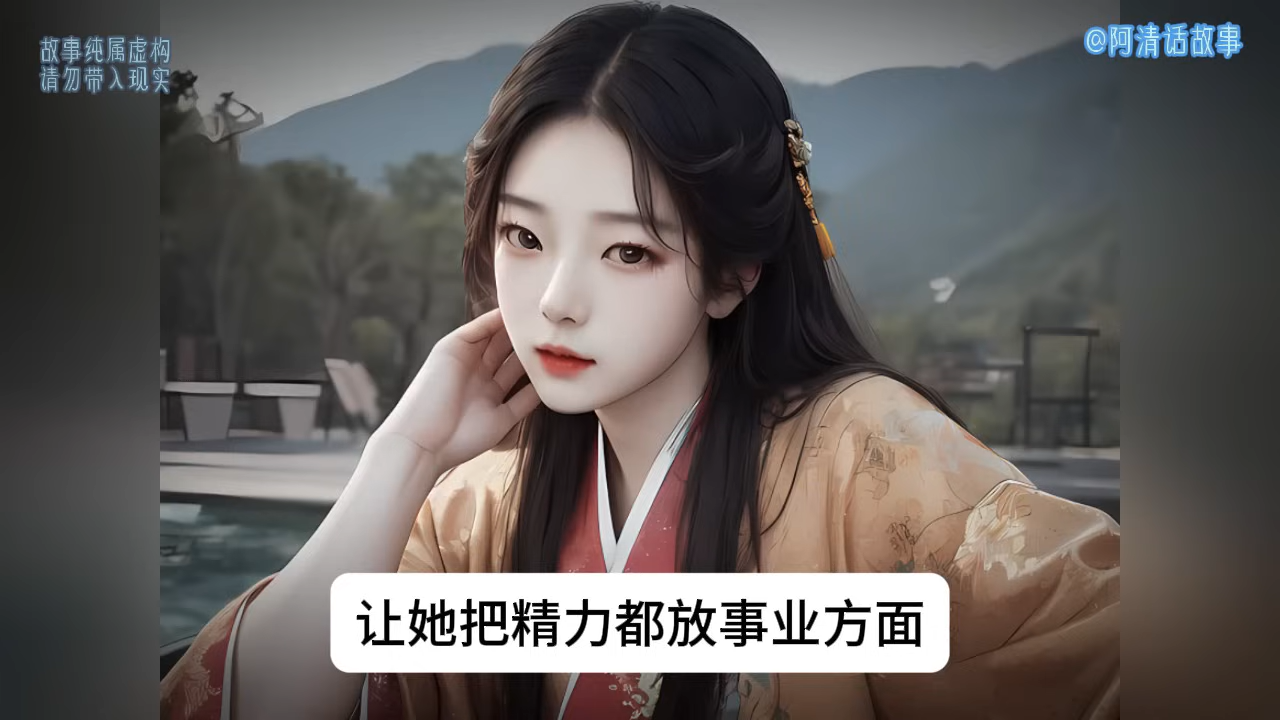 故事纯属虚构
请勿带入现实
@阿清话故事
让她把精力都放事业方面